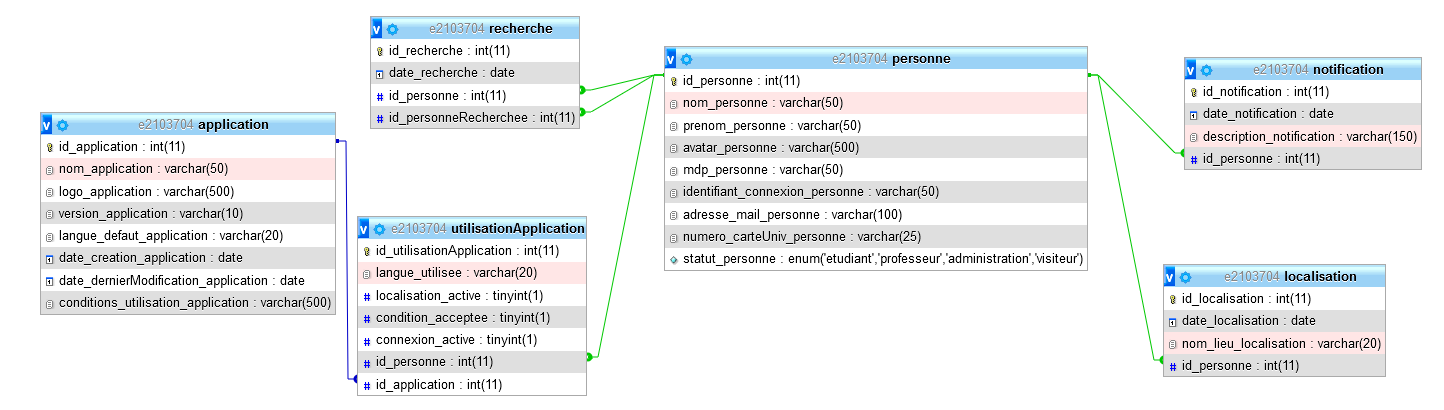 v e2103704 recherche
id_recherche : int(11)
date_recherche : date
id_personne : int(11)
id_personneRecherchee : int(11)
v e2103704 application
id_application : int(11)
nom_application : varchar(50)
logo_application : varchar(500)
version_application : varchar(10)
langue_defaut_application : varchar(20)
date_creation_application : date
date_dernierModification_application : date
conditions_utilisation_application : varchar(500)
v e2103704 utilisationApplication
id_utilisationApplication : int(11)
langue_utilisee : varchar(20)
localisation_active : tinyint(1)
condition_acceptee : tinyint(1)
connexion_active : tinyint(1)
id_personne : int(11)
id_application : int(11)
v e2103704 personne
id_personne : int(11)
nom_personne : varchar(50)
prenom_personne : varchar(50)
avatar_personne : varchar(500)
mdp_personne : varchar(50)
identifiant_connexion_personne : varchar(50)
adresse_mail_personne : varchar(100)
numero_carteUniv_personne : varchar(25)
statut_personne : enum('etudiant','professeur','administration','visiteur')
v e2103704 notification
id_notification : int(11)
date_notification : date
description_notification : varchar(150)
id_personne : int(11)
v e2103704 localisation
id_localisation : int(11)
date_localisation : date
nom_lieu_localisation : varchar(20)
id_personne : int(11)